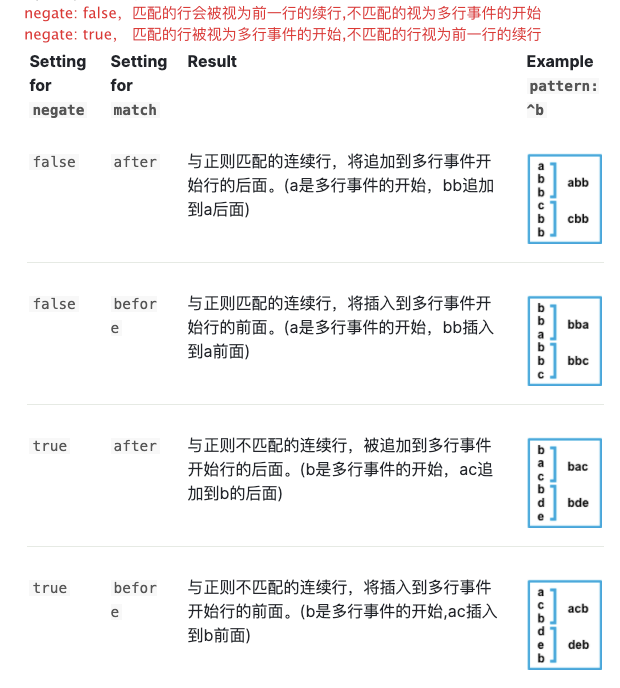 negate: false，匹配的行会被视为前一行的续行,不匹配的视为多行事件的开始
negate: true， 匹配的行被视为多行事件的开始,不匹配的行视为前一行的续行
Setting for negate
Setting for match
Result
Example pattern: ^b
false
after
与正则匹配的连续行，将追加到多行事件开
始行的后面。(a是多行事件的开始，bb追加
到a后面)
a
b
b
c
b
b
abb
cbb
false
befor
e
与正则匹配的连续行，将插入到多行事件开
始行的前面。(a是多行事件的开始，bb插入
到a前面)
b
b
a
b
b
c
bba
bbc
true
after
与正则不匹配的连续行，被追加到多行事件
开始行的后面。(b是多行事件的开始，ac追
加到b的后面)
b
a
c
b
d
e
bac
bde
true
befor
e
与正则不匹配的连续行，将插入到多行事件
开始行的前面。(b是多行事件的开始,ac插入
到b前面)
a
c
b
d
e
b
acb
deb